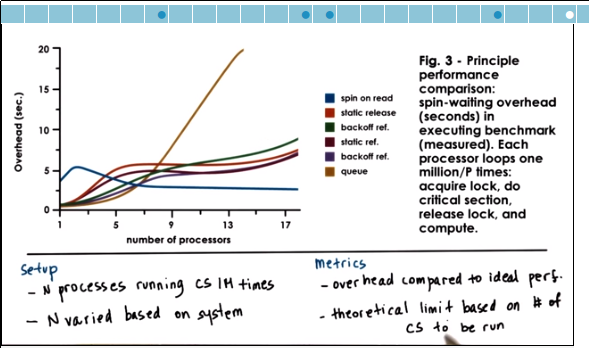 20
15
10
5
0
Overhead (sec.)
1 5 9 13 17
number of processors
spin on read
static release
backoff ref.
static ref.
backoff ref.
queue
Fig. 3 - Principle
performance
comparison:
spin-waiting overhead
(seconds) in
executing benchmark
(measured). Each
processor loops one
million/P times:
acquire lock, do
critical section,
release lock, and
compute.
Setup
- N processes running CS 1M times
- N varied based on system
Metrics
- overhead compared to ideal perf.
- theoretical limit based on # of
CS to be run